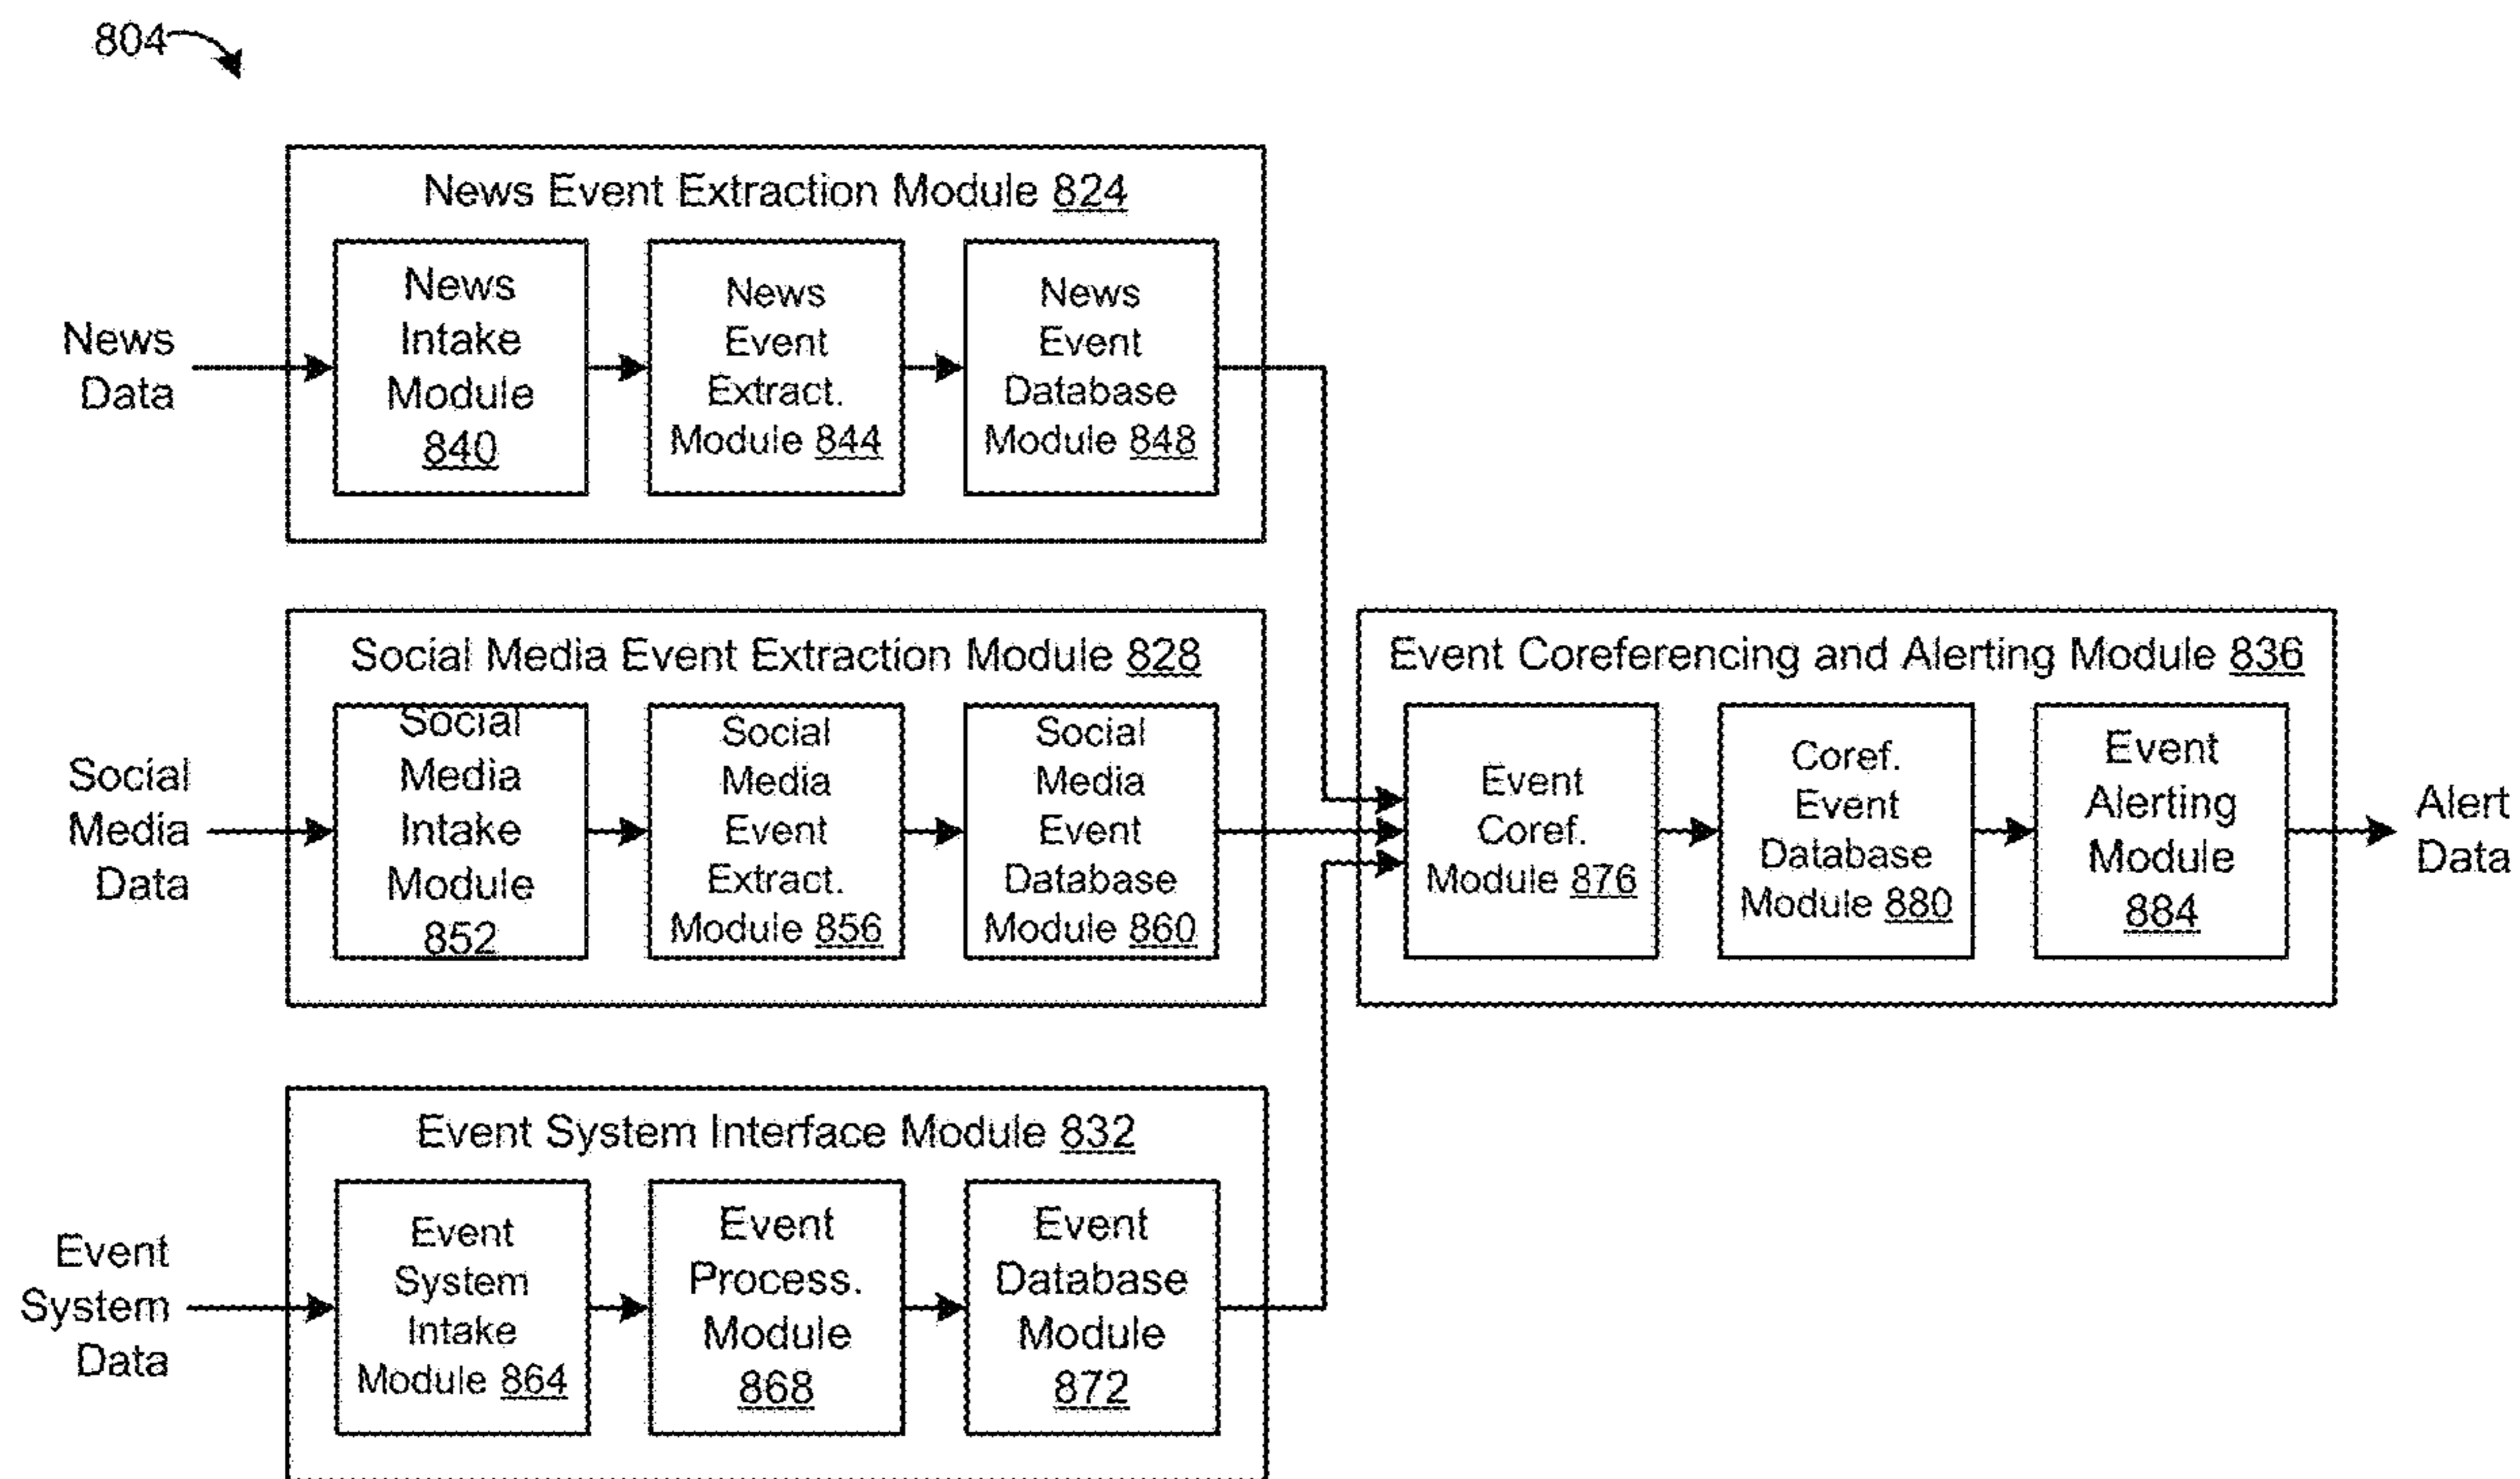 804
News Event Extraction Module 824
News
Data
News
Intake
Module
840
News
Event
Extract.
Module 844
News
Event
Database
Module 848
Social Media Event Extraction Module 828
Social
Media
Data
Social
Media
Intake
Module
852
Social
Media
Event
Extract.
Module 856
Social
Media
Event
Database
Module 860
Event Coreferencing and Alerting Module 836
Event
Coref.
Module 876
Coref.
Event
Database
Module 880
Event
Alerting
Module
884
Alert
Data
Event System Interface Module 832
Event
System
Data
Event
System
Intake
Module 864
Event
Process.
Module
868
Event
Database
Module
872